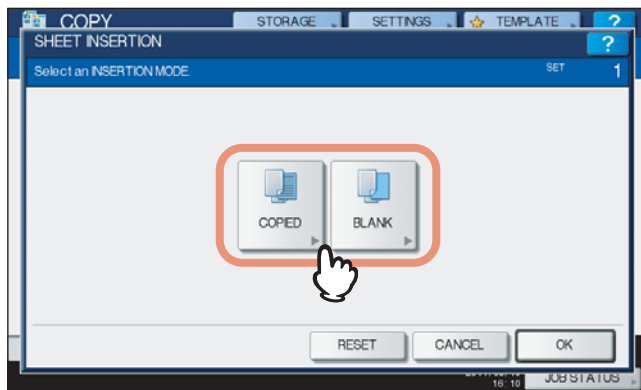 COPY STORAGE SETTINGS TEMPLATE ?
SHEET INSERTION ?
Select an INSERTION MODE. SET 1
COPIED BLANK
RESET CANCEL OK
16:10 JOB STATUS